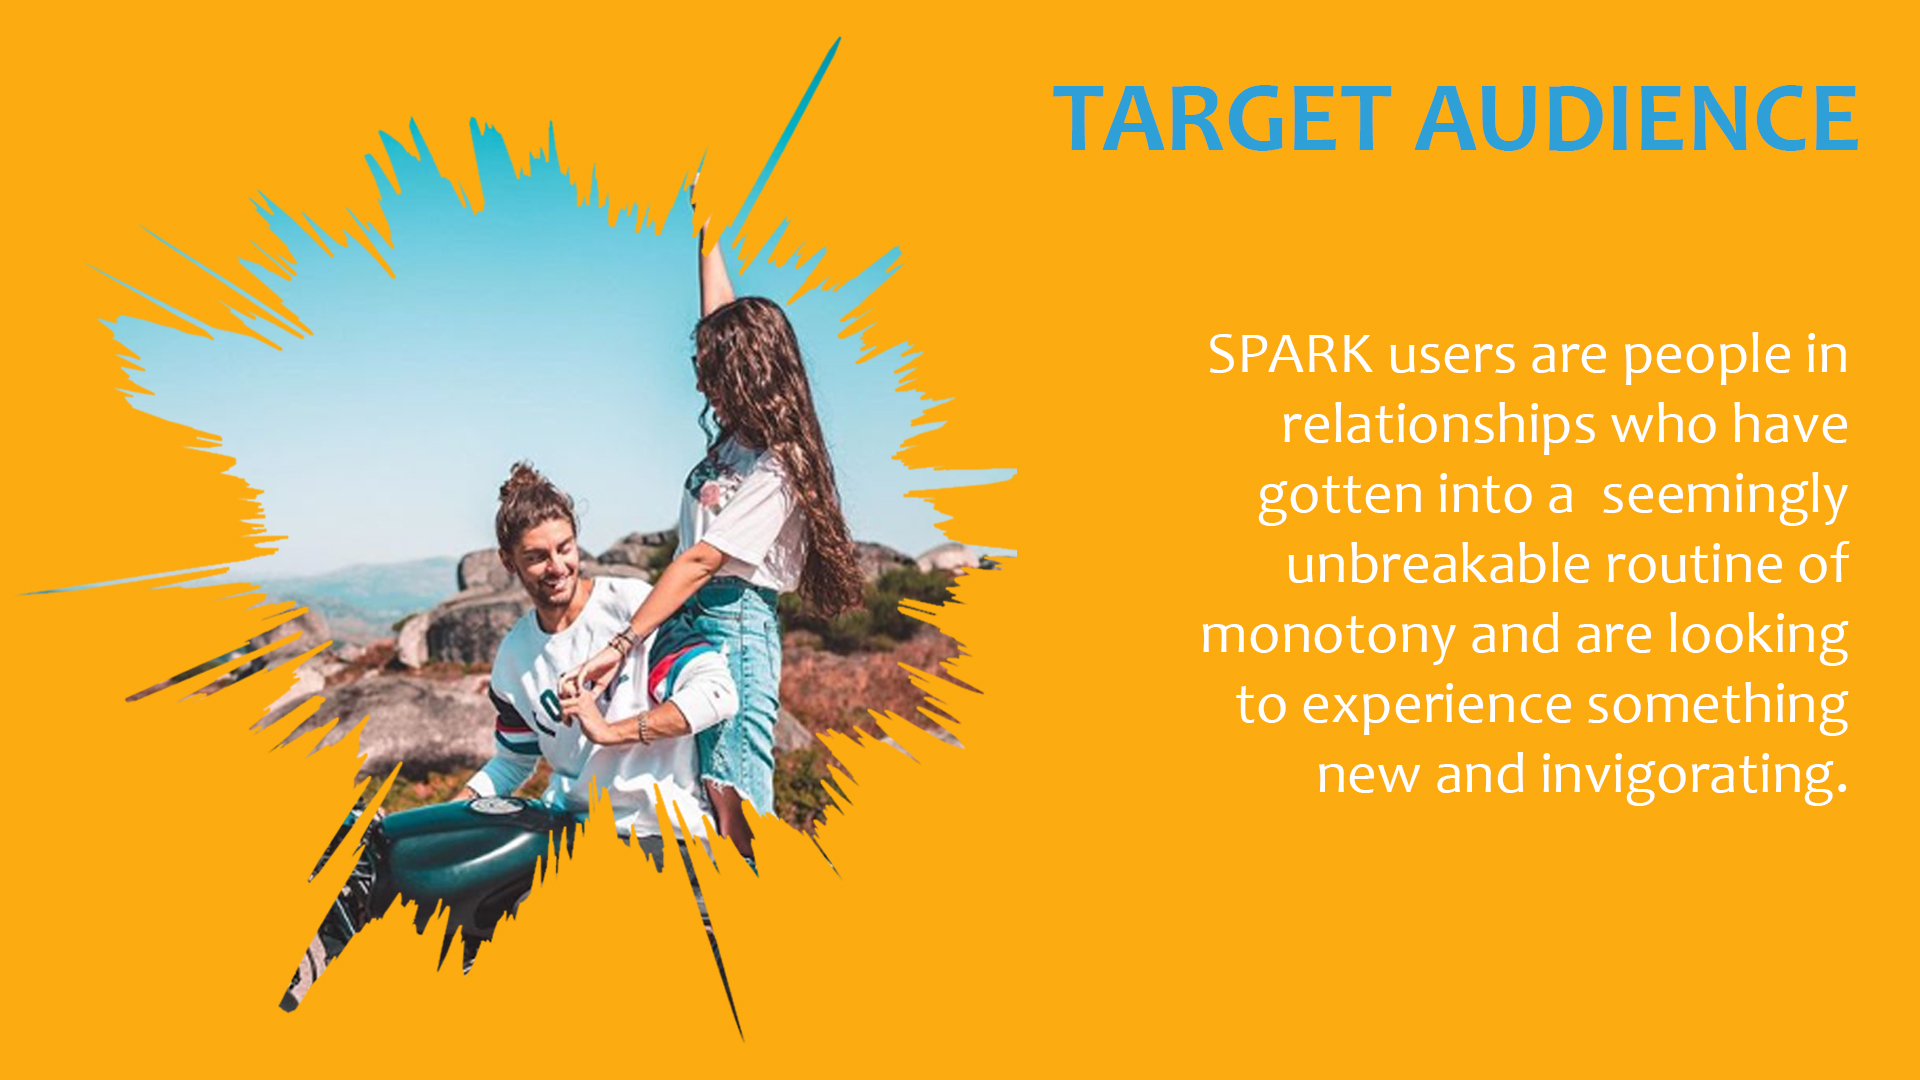 TARGET AUDIENCE
SPARK users are people in
relationships who have
gotten into a  seemingly
unbreakable routine of
monotony and are looking
to experience something
new and invigorating.